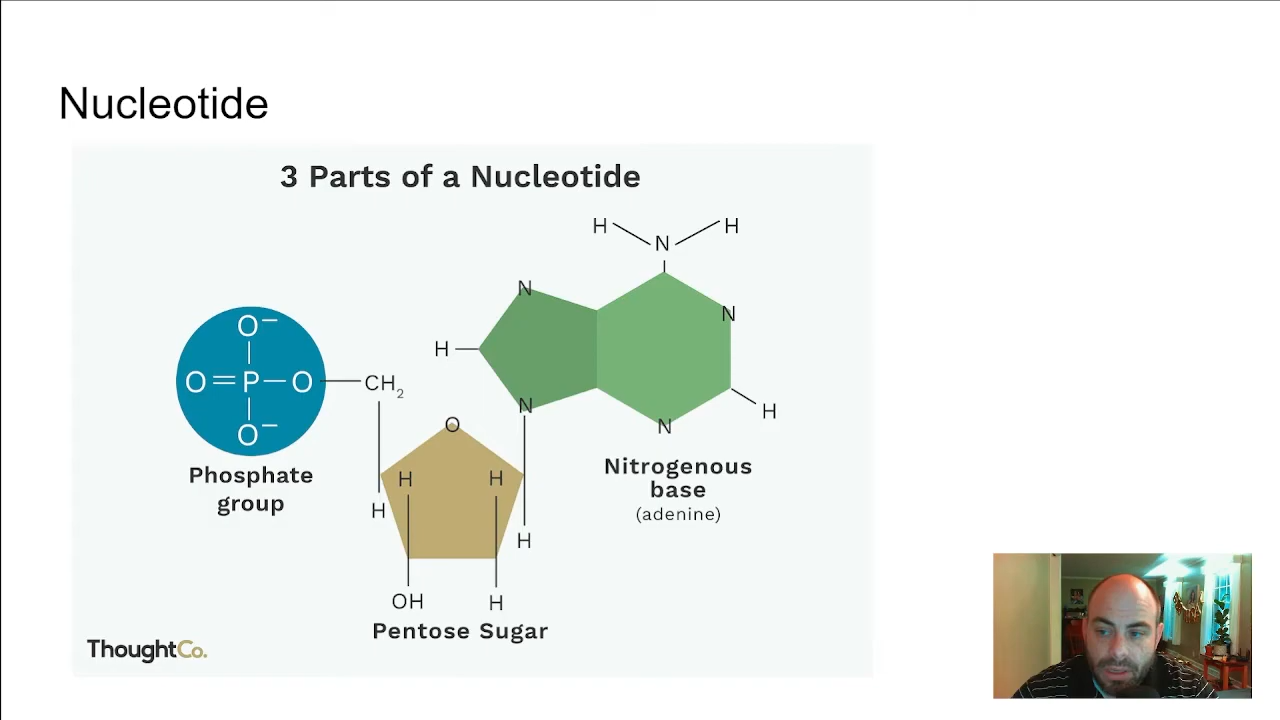 Nucleotide
3 Parts of a Nucleotide
H N H
N
N
O⁻
O=P—O
O⁻
CH₂
H
N
H
N
O
H
H
H
H
OH
H
Phosphate
group
Nitrogenous
base
(adenine)
Pentose Sugar
ThoughtCo.